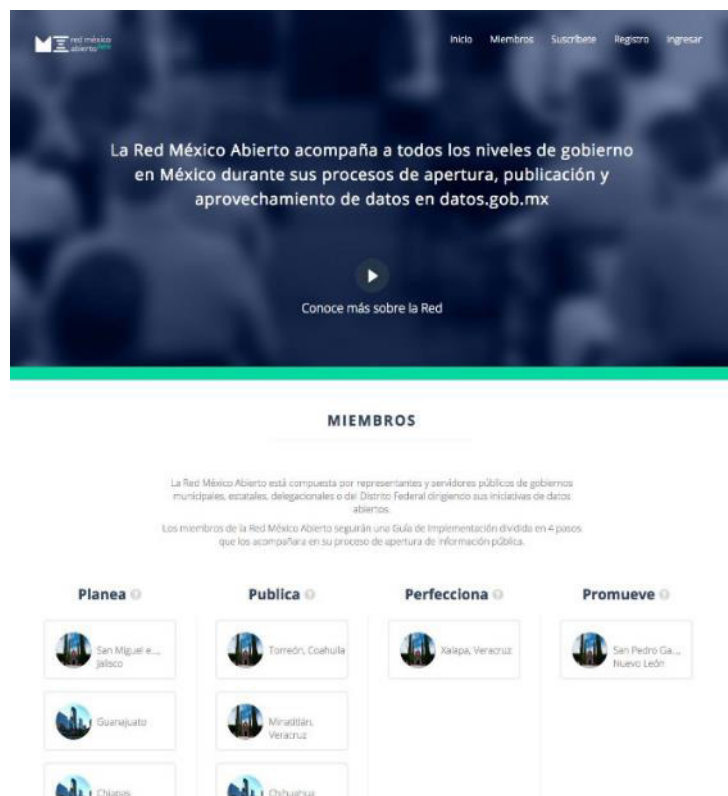 red méxico
abierto beta
Inicio Miembros Suscríbete Registro Ingresar
La Red México Abierto acompaña a todos los niveles de gobierno
en México durante sus procesos de apertura, publicación y
aprovechamiento de datos en datos.gob.mx
Conoce más sobre la Red
MIEMBROS
La Red México Abierto está compuesta por representantes y servidores públicos de gobiernos
municipales, estatales, delegacionales o del Distrito Federal dirigiendo sus iniciativas de datos
abiertos.
Los miembros de la Red México Abierto seguirán una Guía de Implementación dividida en 4 pasos
que los acompañara en su proceso de apertura de información pública.
Planea ?
San Miguel e...,
Jalisco
Guanajuato
Chiapas
Publica ?
Torreón, Coahuila
Minatitlán,
Veracruz
Chihuahua
Perfecciona ?
Xalapa, Veracruz
Promueve ?
San Pedro Ga...,
Nuevo León